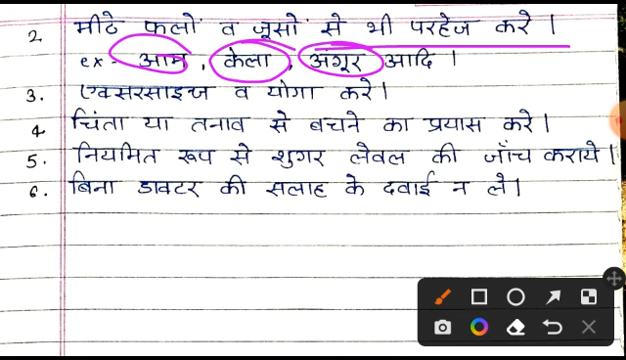 2. मीठे फलों व जूसों से भी परहेज करे।
ex- आम, केला, अंगूर आदि।
3. एक्सरसाइज व योगा करे।
4. चिंता या तनाव से बचने का प्रयास करे।
5. नियमित रूप से शुगर लेवल की जाँच कराये।
6. बिना डाक्टर की सलाह के दवाई न ले।